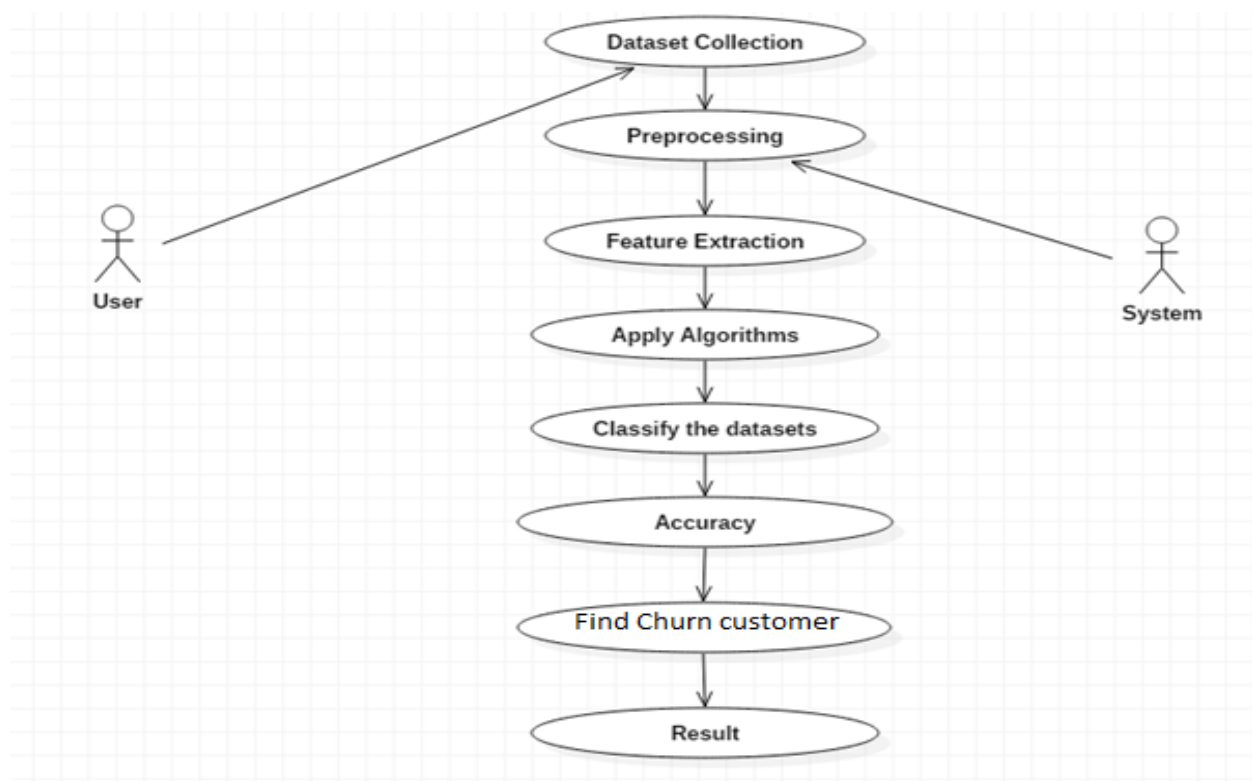 Dataset Collection
Preprocessing
Feature Extraction
User
System
Apply Algorithms
Classify the datasets
Accuracy
Find Churn customer
Result